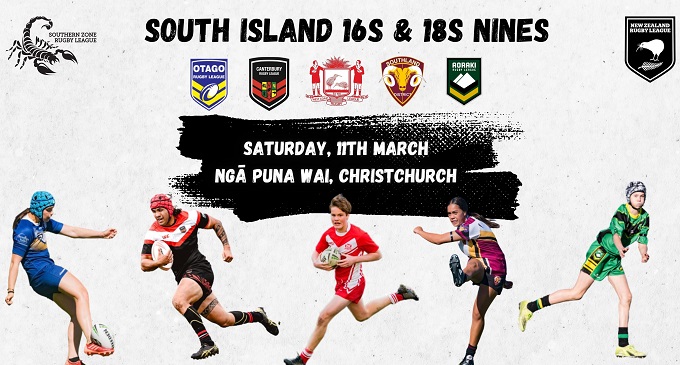 SOUTHERN ZONE
RUGBY LEAGUE
SOUTH ISLAND 16S & 18S NINES
NEW ZEALAND
RUGBY LEAGUE
OTAGO
RUGBY LEAGUE
CANTERBURY
RUGBY LEAGUE
SOUTHLAND
DISTRICT
AORAKI
RUGBY LEAGUE
SATURDAY, 11TH MARCH
NGĀ PUNA WAI, CHRISTCHURCH